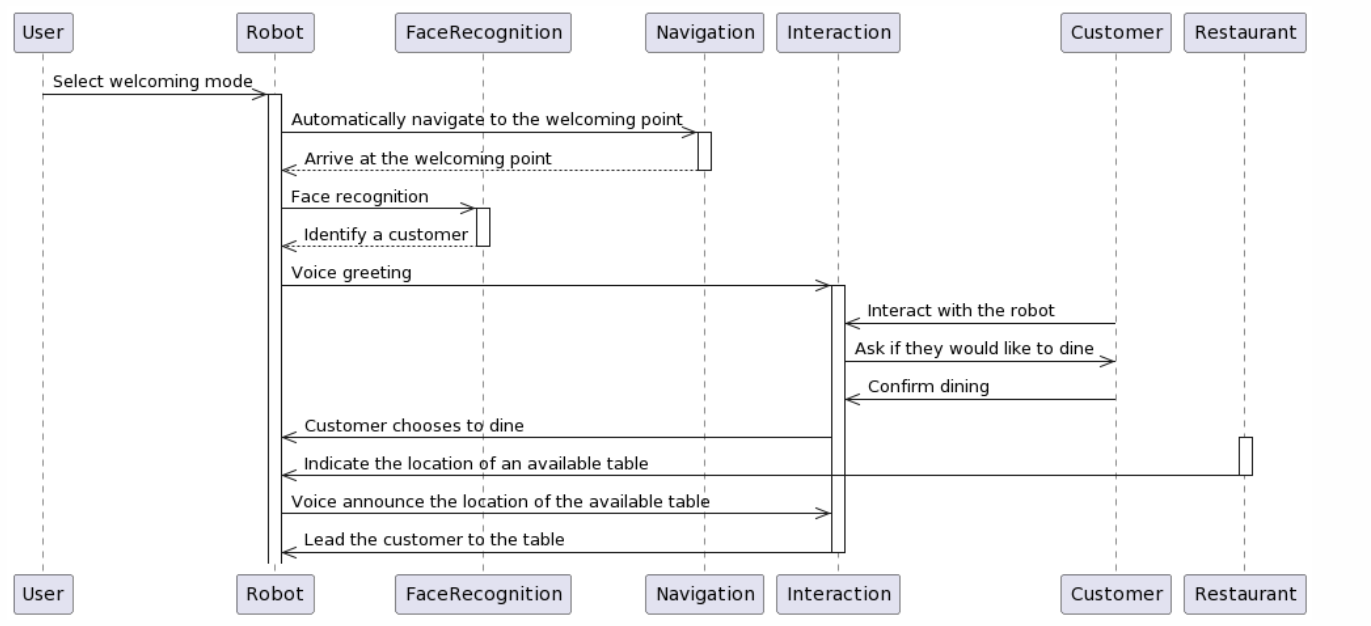 User Robot FaceRecognition Navigation Interaction Customer Restaurant
Select welcoming mode
Automatically navigate to the welcoming point
Arrive at the welcoming point
Face recognition
Identify a customer
Voice greeting
Interact with the robot
Ask if they would like to dine
Confirm dining
Customer chooses to dine
Indicate the location of an available table
Voice announce the location of the available table
Lead the customer to the table
User Robot FaceRecognition Navigation Interaction Customer Restaurant